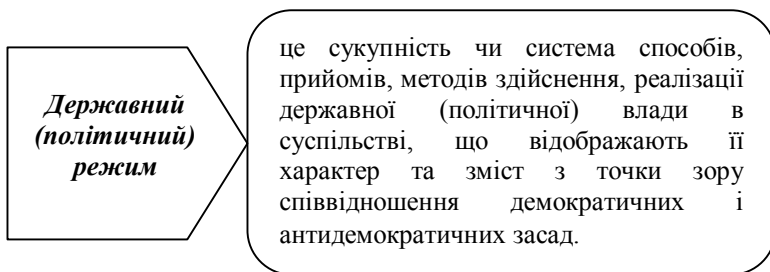 Державний
(політичний)
режим
це сукупність чи система способів,
прийомів, методів здійснення, реалізації
державної (політичної) влади в
суспільстві, що відображають її
характер та зміст з точки зору
співвідношення демократичних і
антидемократичних засад.